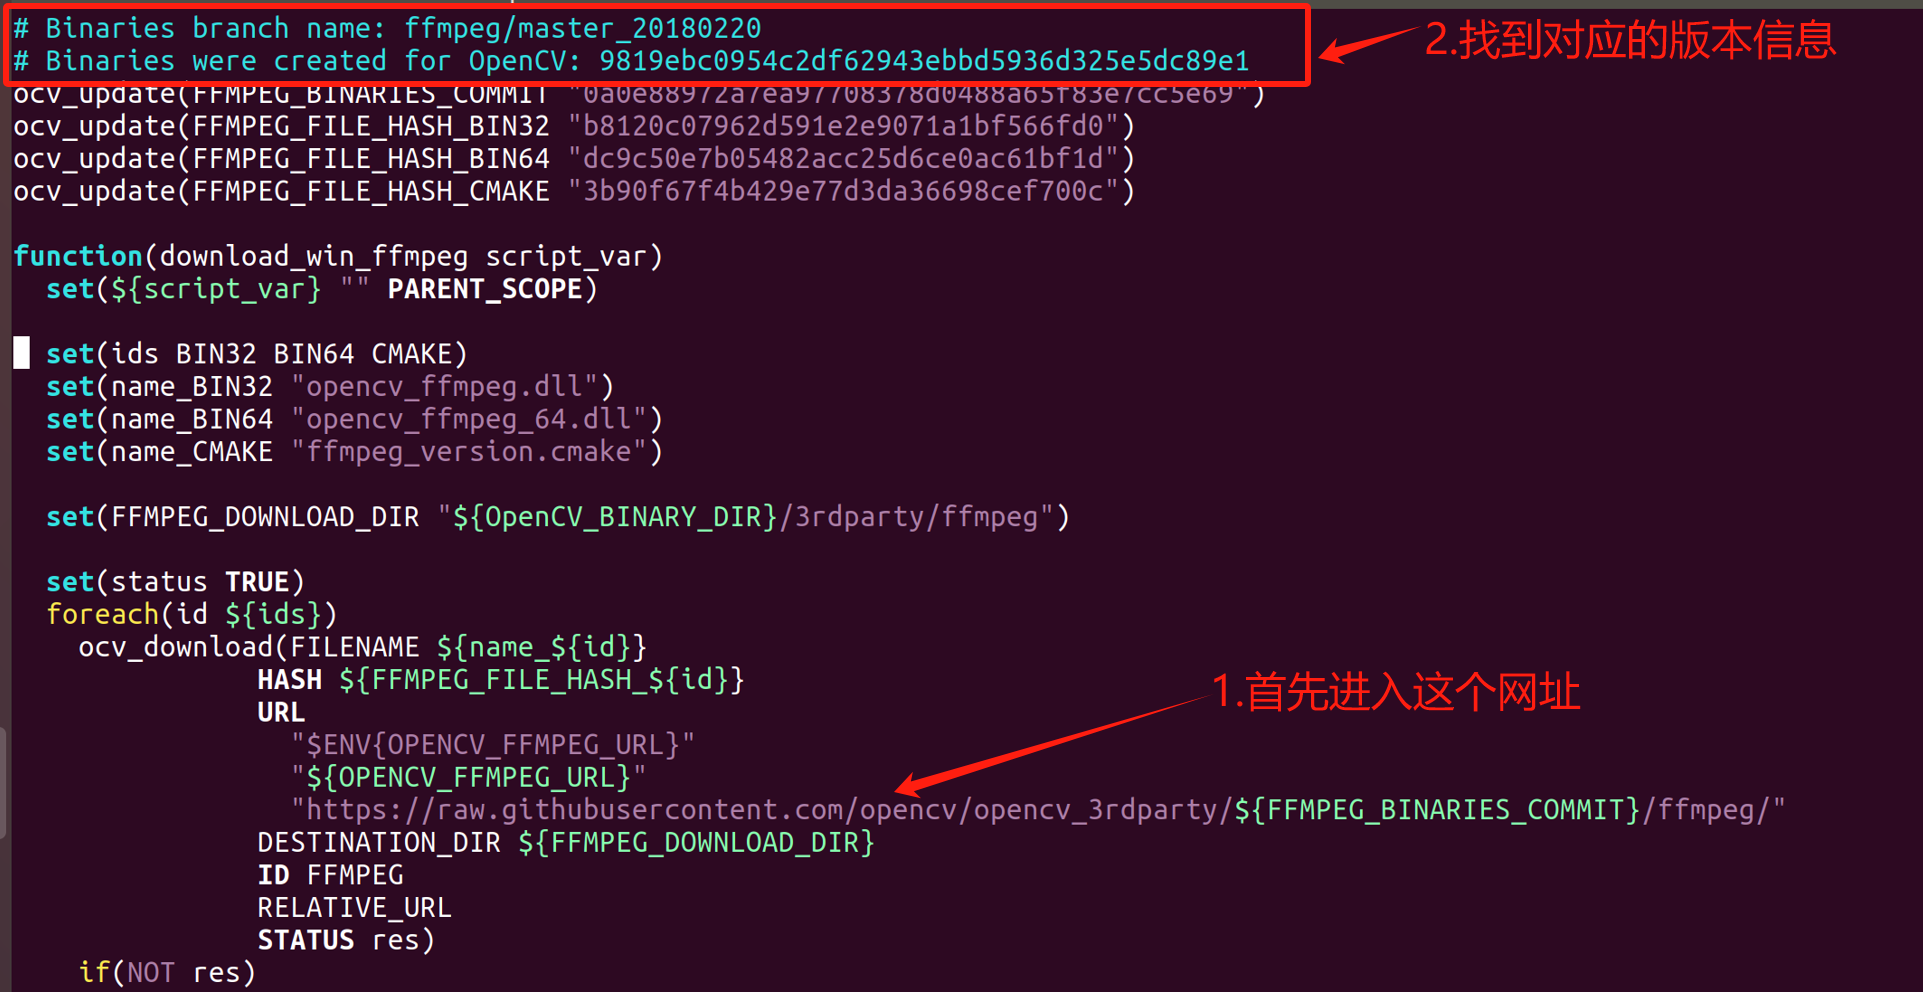 # Binaries branch name: ffmpeg/master_20180220
# Binaries were created for OpenCV: 9819ebc0954c2df62943ebbd5936d325e5dc89e1
2.找到对应的版本信息
ocv_update(FFMPEG_BINARIES_COMMIT "0a0e88972a7ea97708378d0488a65f83e7cc5e69")
ocv_update(FFMPEG_FILE_HASH_BIN32 "b8120c07962d591e2e9071a1bf566fd0")
ocv_update(FFMPEG_FILE_HASH_BIN64 "dc9c50e7b05482acc25d6ce0ac61bf1d")
ocv_update(FFMPEG_FILE_HASH_CMAKE "3b90f67f4b429e77d3da36698cef700c")
function(download_win_ffmpeg script_var)
set(${script_var} "" PARENT_SCOPE)
set(ids BIN32 BIN64 CMAKE)
set(name_BIN32 "opencv_ffmpeg.dll")
set(name_BIN64 "opencv_ffmpeg_64.dll")
set(name_CMAKE "ffmpeg_version.cmake")
set(FFMPEG_DOWNLOAD_DIR "${OpenCV_BINARY_DIR}/3rdparty/ffmpeg")
set(status TRUE)
foreach(id ${ids})
ocv_download(FILENAME ${name_${id}}
HASH ${FFMPEG_FILE_HASH_${id}}
1.首先进入这个网址
URL
"$ENV{OPENCV_FFMPEG_URL}"
"${OPENCV_FFMPEG_URL}"
"https://raw.githubusercontent.com/opencv/opencv_3rdparty/${FFMPEG_BINARIES_COMMIT}/ffmpeg/"
DESTINATION_DIR ${FFMPEG_DOWNLOAD_DIR}
ID FFMPEG
RELATIVE_URL
STATUS res)
if(NOT res)